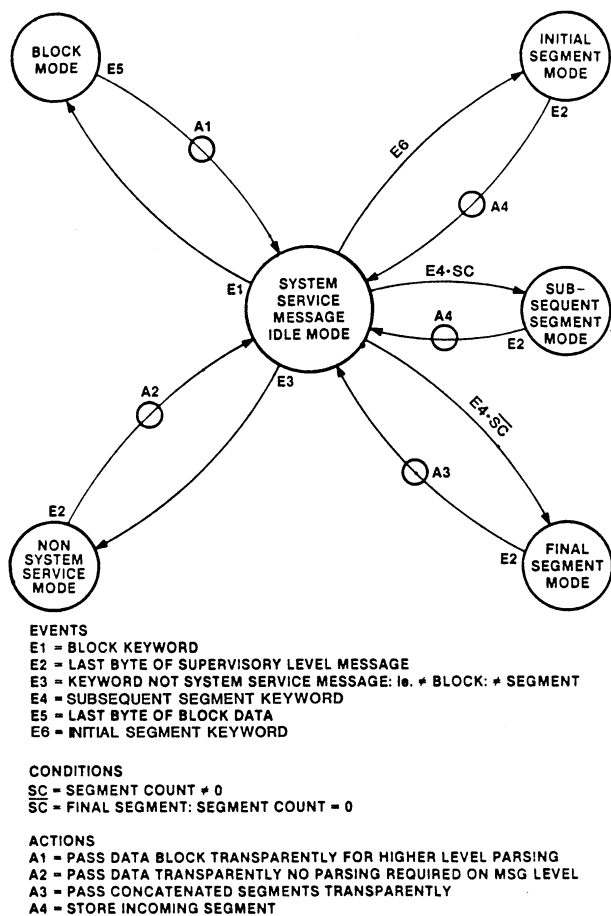 BLOCK
MODE
E5
A1
INITIAL
SEGMENT
MODE
E2
E6
A4
SYSTEM
SERVICE
MESSAGE
IDLE MODE
E1
E3
E4•SC
A4
SUB-
SEQUENT
SEGMENT
MODE
E2
A2
E2
NON
SYSTEM
SERVICE
MODE
E4•S̅C̅
A3
E2
FINAL
SEGMENT
MODE
EVENTS
E1 = BLOCK KEYWORD
E2 = LAST BYTE OF SUPERVISORY LEVEL MESSAGE
E3 = KEYWORD NOT SYSTEM SERVICE MESSAGE: ie. ≠ BLOCK: ≠ SEGMENT
E4 = SUBSEQUENT SEGMENT KEYWORD
E5 = LAST BYTE OF BLOCK DATA
E6 = INITIAL SEGMENT KEYWORD
CONDITIONS
SC = SEGMENT COUNT ≠ 0
S̅C̅ = FINAL SEGMENT: SEGMENT COUNT = 0
ACTIONS
A1 = PASS DATA BLOCK TRANSPARENTLY FOR HIGHER LEVEL PARSING
A2 = PASS DATA TRANSPARENTLY NO PARSING REQUIRED ON MSG LEVEL
A3 = PASS CONCATENATED SEGMENTS TRANSPARENTLY
A4 = STORE INCOMING SEGMENT